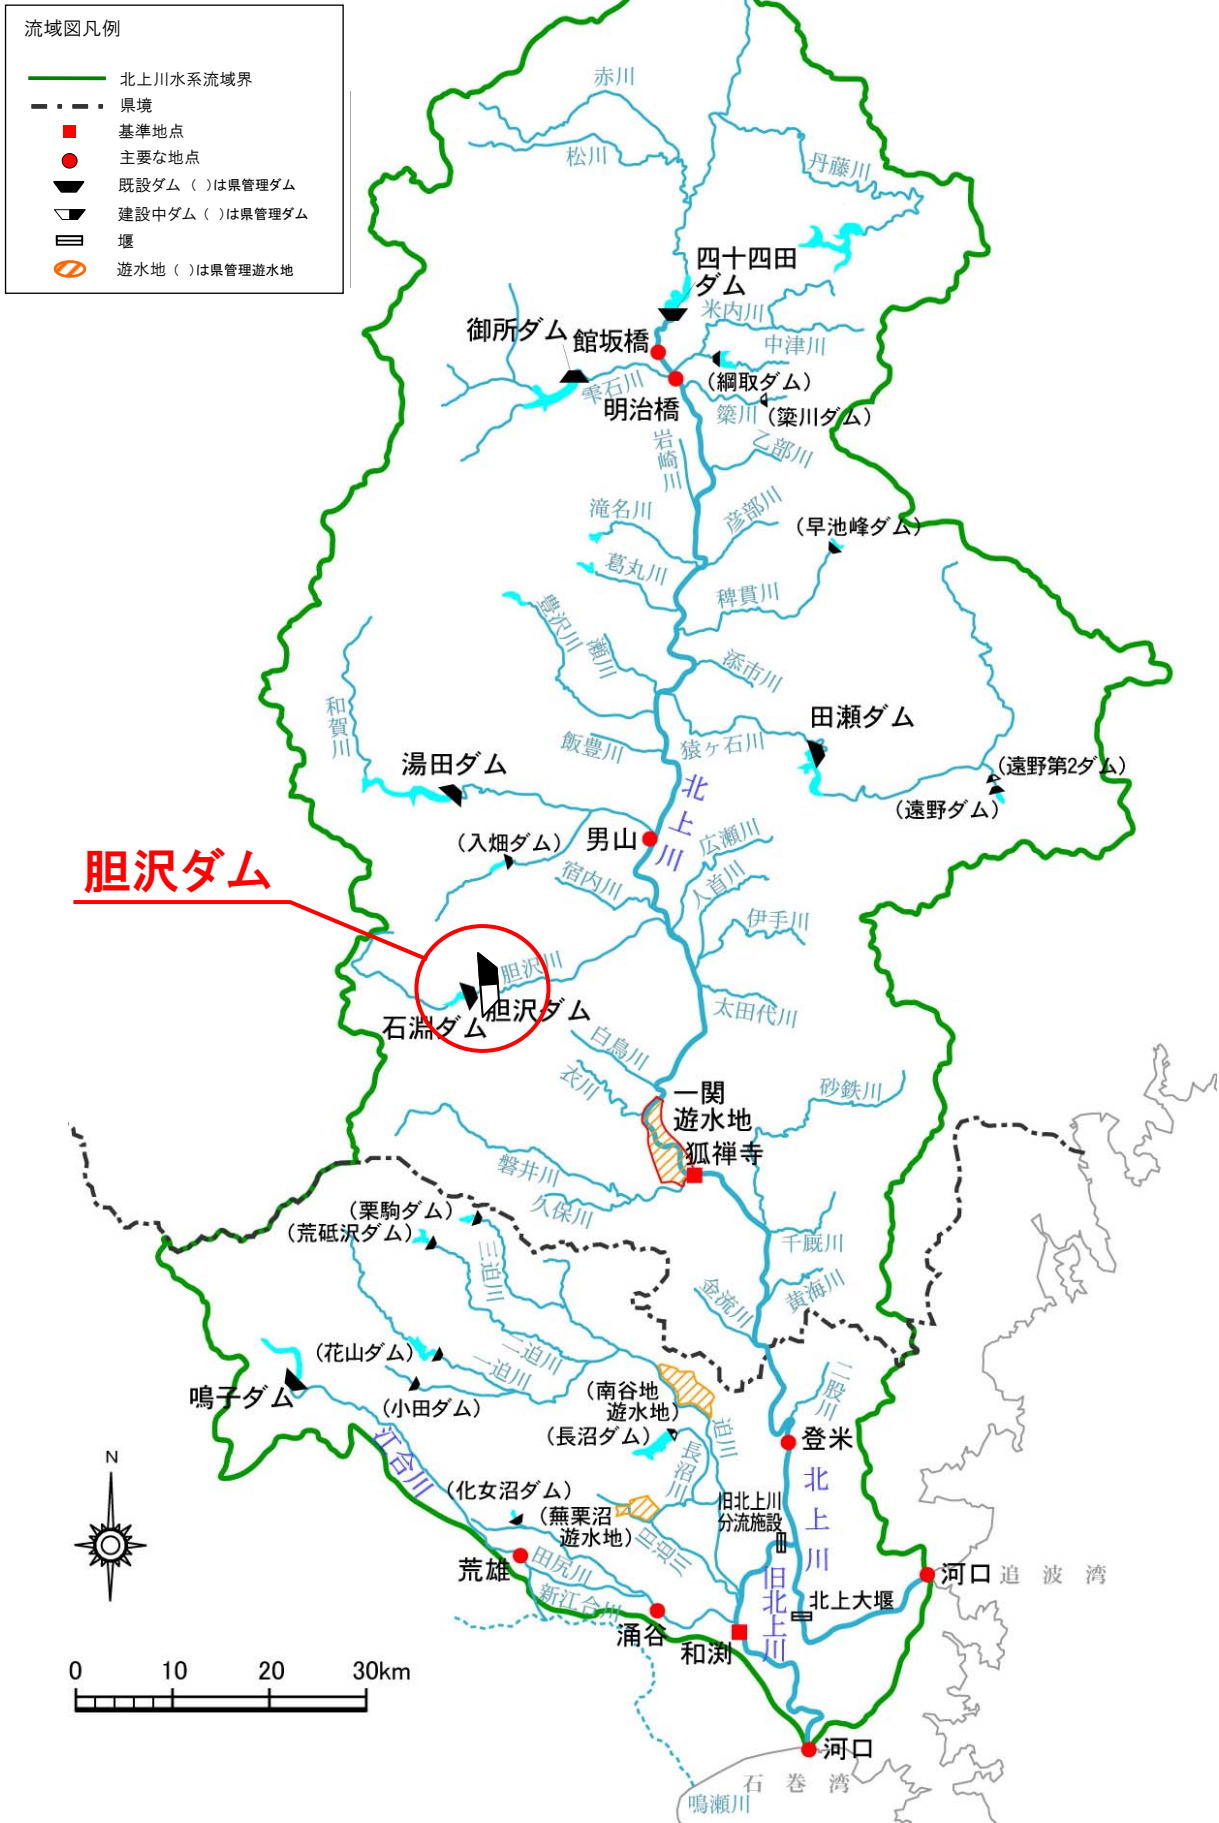 流域図凡例
北上川水系流域界
県境
基準地点
主要な地点
既設ダム（ ）は県管理ダム
建設中ダム（ ）は県管理ダム
堰
遊水地（ ）は県管理遊水地
赤川
松川
丹藤川
四十四田
ダム
米内川
御所ダム
館坂橋
中津川
（綱取ダム）
雫石川
明治橋
簗川
（簗川ダム）
岩崎川
乙部川
滝名川
彦部川
（早池峰ダム）
葛丸川
稗貫川
豊沢川
瀬川
添市川
和賀川
田瀬ダム
飯豊川
猿ヶ石川
湯田ダム
（遠野第2ダム）
（遠野ダム）
北上川
（入畑ダム）
男山
広瀬川
胆沢ダム
宿内川
人首川
伊手川
胆沢川
石淵ダム
胆沢ダム
太田代川
白鳥川
衣川
一関
遊水地
砂鉄川
狐禅寺
磐井川
久保川
（栗駒ダム）
（荒砥沢ダム）
三迫川
千厩川
金流川
黄海川
（花山ダム）
二迫川
一迫川
二股川
鳴子ダム
（小田ダム）
（南谷地
遊水地）
（長沼ダム）
迫川
長沼川
登米
江合川
北上川
（化女沼ダム）
（蕪栗沼
遊水地）
旧迫川
旧北上川
分流施設
N
荒雄
田尻川
新江合川
旧北上川
北上大堰
河口
追波湾
涌谷
和渕
0 10 20 30km
河口
石巻湾
鳴瀬川